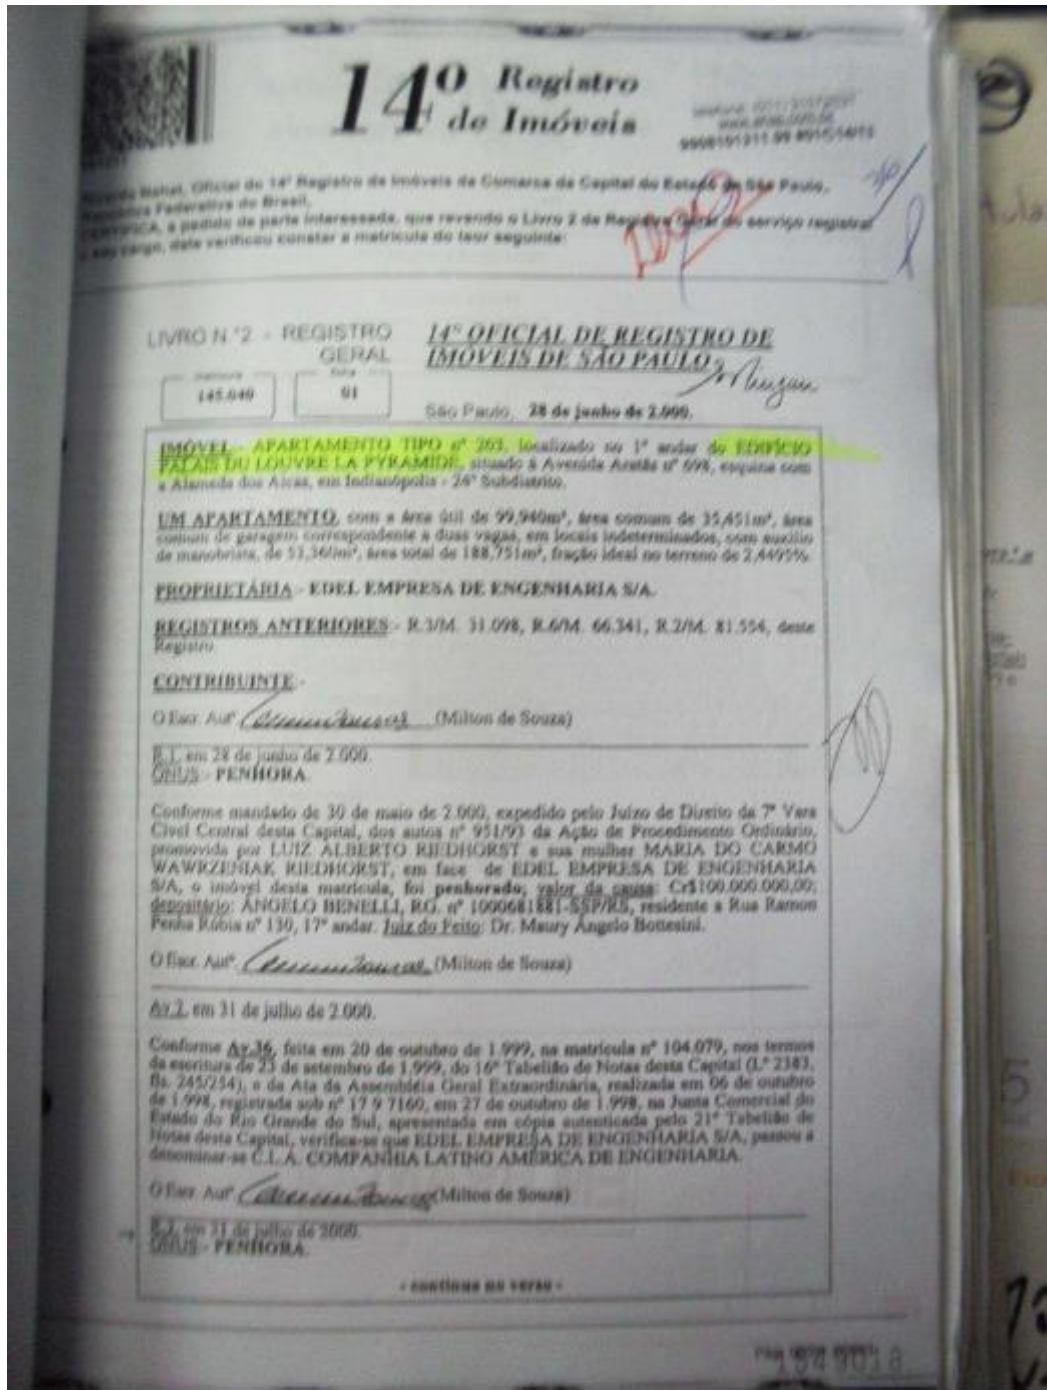 14º Registro
de Imóveis
Oficial do 14º Registro de Imóveis da Comarca da Capital do Estado de São Paulo,
República Federativa do Brasil,
CERTIFICA, a pedido de parte interessada, que revendo o Livro 2 de Registro Geral do serviço registral
a seu cargo, dele verificou constar a matrícula do teor seguinte:
LIVRO N.º2 - REGISTRO
GERAL
14º OFICIAL DE REGISTRO DE
IMÓVEIS DE SÃO PAULO
matrícula
ficha
145.040
01
São Paulo, 28 de junho de 2.000.
IMÓVEL:- APARTAMENTO TIPO nº 203, localizado no 1º andar do EDIFÍCIO
PALAIS DU LOUVRE LA PYRAMIDE, situado à Avenida Aratãs nº 698, esquina com
a Alameda dos Aicas, em Indianópolis - 24º Subdistrito.
UM APARTAMENTO, com a área útil de 99,940m², área comum de 35,451m², área
comum de garagem correspondente a duas vagas, em locais indeterminados, com auxílio
de manobrista, de 53,360m², área total de 188,751m², fração ideal no terreno de 2,4495%.
PROPRIETÁRIA:- EDEL EMPRESA DE ENGENHARIA S/A.
REGISTROS ANTERIORES:- R.3/M. 31.098, R.6/M. 66.341, R.2/M. 81.554, deste
Registro
CONTRIBUINTE:-
O Escr. Autº (Milton de Souza)
R.1, em 28 de junho de 2.000.
ÔNUS:- PENHORA.
Conforme mandado de 30 de maio de 2.000, expedido pelo Juízo de Direito da 7ª Vara
Cível Central desta Capital, dos autos nº 951/93 da Ação de Procedimento Ordinário,
promovida por LUIZ ALBERTO RIEDHORST e sua mulher MARIA DO CARMO
WAWRZENIAK RIEDHORST, em face de EDEL EMPRESA DE ENGENHARIA
S/A, o imóvel desta matrícula, foi penhorado; valor da causa: Cr$100.000.000,00;
depositário: ÂNGELO BENELLI, RG. nº 1000681881-SSP/RS, residente a Rua Ramon
Penha Rúbia nº 130, 17º andar. Juiz do Feito: Dr. Maury Ângelo Bottesini.
O Escr. Autº. (Milton de Souza)
Av.2, em 31 de julho de 2.000.
Conforme Av.36, feita em 20 de outubro de 1.999, na matrícula nº 104.079, nos termos
da escritura de 23 de setembro de 1.999, do 16º Tabelião de Notas desta Capital (Lº 2383,
fls. 245/254), e da Ata da Assembléia Geral Extraordinária, realizada em 06 de outubro
de 1.998, registrada sob nº 17 9 7160, em 27 de outubro de 1.998, na Junta Comercial do
Estado do Rio Grande do Sul, apresentada em cópia autenticada pelo 21º Tabelião de
Notas desta Capital, verifica-se que EDEL EMPRESA DE ENGENHARIA S/A, passou a
denominar-se C.L.A. COMPANHIA LATINO AMÉRICA DE ENGENHARIA.
O Escr. Autº (Milton de Souza)
R.3, em 31 de julho de 2000.
ÔNUS:- PENHORA.
- continua no verso -